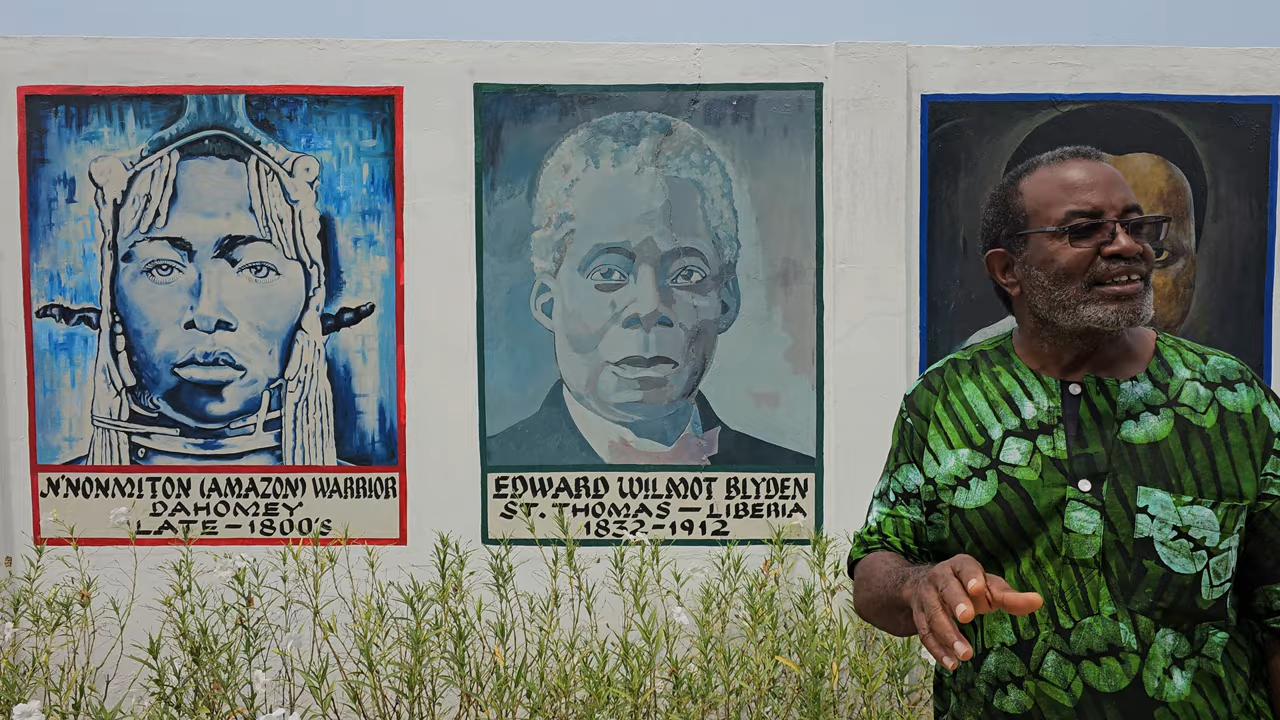 N'NONMITON (AMAZON) WARRIOR
DAHOMEY
LATE-1800's
EDWARD WILMOT BLYDEN
ST. THOMAS - LIBERIA
1832-1912